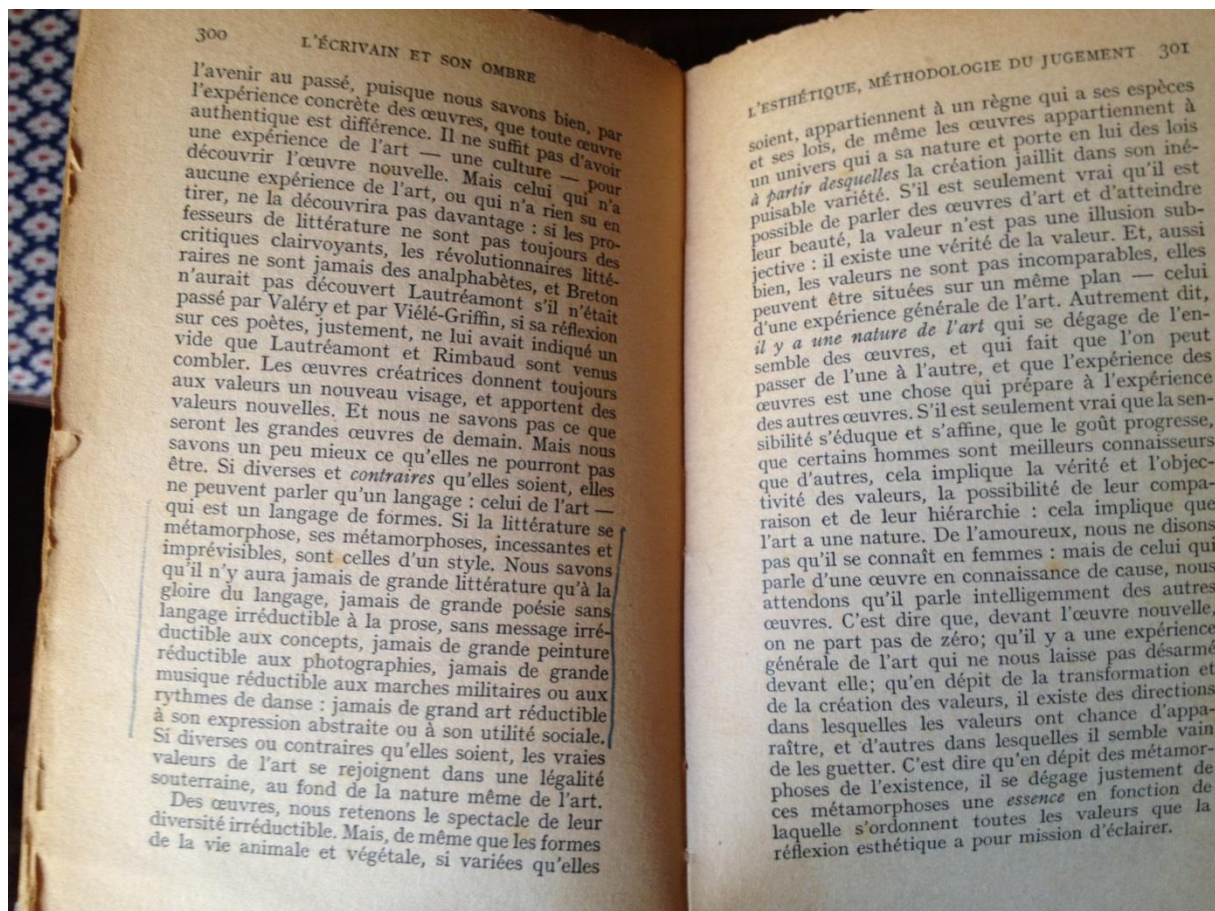 300
L'ÉCRIVAIN ET SON OMBRE
l'avenir au passé, puisque nous savons bien, par
l'expérience concrète des œuvres, que toute œuvre
authentique est différence. Il ne suffit pas d'avoir
une expérience de l'art — une culture — pour
découvrir l'œuvre nouvelle. Mais celui qui n'a
aucune expérience de l'art, ou qui n'a rien su en
tirer, ne la découvrira pas davantage : si les pro-
fesseurs de littérature ne sont pas toujours des
critiques clairvoyants, les révolutionnaires litté-
raires ne sont jamais des analphabètes, et Breton
n'aurait pas découvert Lautréamont s'il n'était
passé par Valéry et par Viélé-Griffin, si sa réflexion
sur ces poètes, justement, ne lui avait indiqué un
vide que Lautréamont et Rimbaud sont venus
combler. Les œuvres créatrices donnent toujours
aux valeurs un nouveau visage, et apportent des
valeurs nouvelles. Et nous ne savons pas ce que
seront les grandes œuvres de demain. Mais nous
savons un peu mieux ce qu'elles ne pourront pas
être. Si diverses et contraires qu'elles soient, elles
ne peuvent parler qu'un langage : celui de l'art —
qui est un langage de formes. Si la littérature se
métamorphose, ses métamorphoses, incessantes et
imprévisibles, sont celles d'un style. Nous savons
qu'il n'y aura jamais de grande littérature qu'à la
gloire du langage, jamais de grande poésie sans
langage irréductible à la prose, sans message irré-
ductible aux concepts, jamais de grande peinture
réductible aux photographies, jamais de grande
musique réductible aux marches militaires ou aux
rythmes de danse : jamais de grand art réductible
à son expression abstraite ou à son utilité sociale.
Si diverses ou contraires qu'elles soient, les vraies
valeurs de l'art se rejoignent dans une légalité
souterraine, au fond de la nature même de l'art.
Des œuvres, nous retenons le spectacle de leur
diversité irréductible. Mais, de même que les formes
de la vie animale et végétale, si variées qu'elles
L'ESTHÉTIQUE, MÉTHODOLOGIE DU JUGEMENT 301
soient, appartiennent à un règne qui a ses espèces
et ses lois, de même les œuvres appartiennent à
un univers qui a sa nature et porte en lui des lois
à partir desquelles la création jaillit dans son iné-
puisable variété. S'il est seulement vrai qu'il est
possible de parler des œuvres d'art et d'atteindre
leur beauté, la valeur n'est pas une illusion sub-
jective : il existe une vérité de la valeur. Et, aussi
bien, les valeurs ne sont pas incomparables, elles
peuvent être situées sur un même plan — celui
d'une expérience générale de l'art. Autrement dit,
il y a une nature de l'art qui se dégage de l'en-
semble des œuvres, et qui fait que l'on peut
passer de l'une à l'autre, et que l'expérience des
œuvres est une chose qui prépare à l'expérience
des autres œuvres. S'il est seulement vrai que la sen-
sibilité s'éduque et s'affine, que le goût progresse,
que certains hommes sont meilleurs connaisseurs
que d'autres, cela implique la vérité et l'objec-
tivité des valeurs, la possibilité de leur compa-
raison et de leur hiérarchie : cela implique que
l'art a une nature. De l'amoureux, nous ne disons
pas qu'il se connaît en femmes : mais de celui qui
parle d'une œuvre en connaissance de cause, nous
attendons qu'il parle intelligemment des autres
œuvres. C'est dire que, devant l'œuvre nouvelle,
on ne part pas de zéro; qu'il y a une expérience
générale de l'art qui ne nous laisse pas désarmé
devant elle; qu'en dépit de la transformation et
de la création des valeurs, il existe des directions
dans lesquelles les valeurs ont chance d'appa-
raître, et d'autres dans lesquelles il semble vain
de les guetter. C'est dire qu'en dépit des métamor-
phoses de l'existence, il se dégage justement de
ces métamorphoses une essence en fonction de
laquelle s'ordonnent toutes les valeurs que la
réflexion esthétique a pour mission d'éclairer.